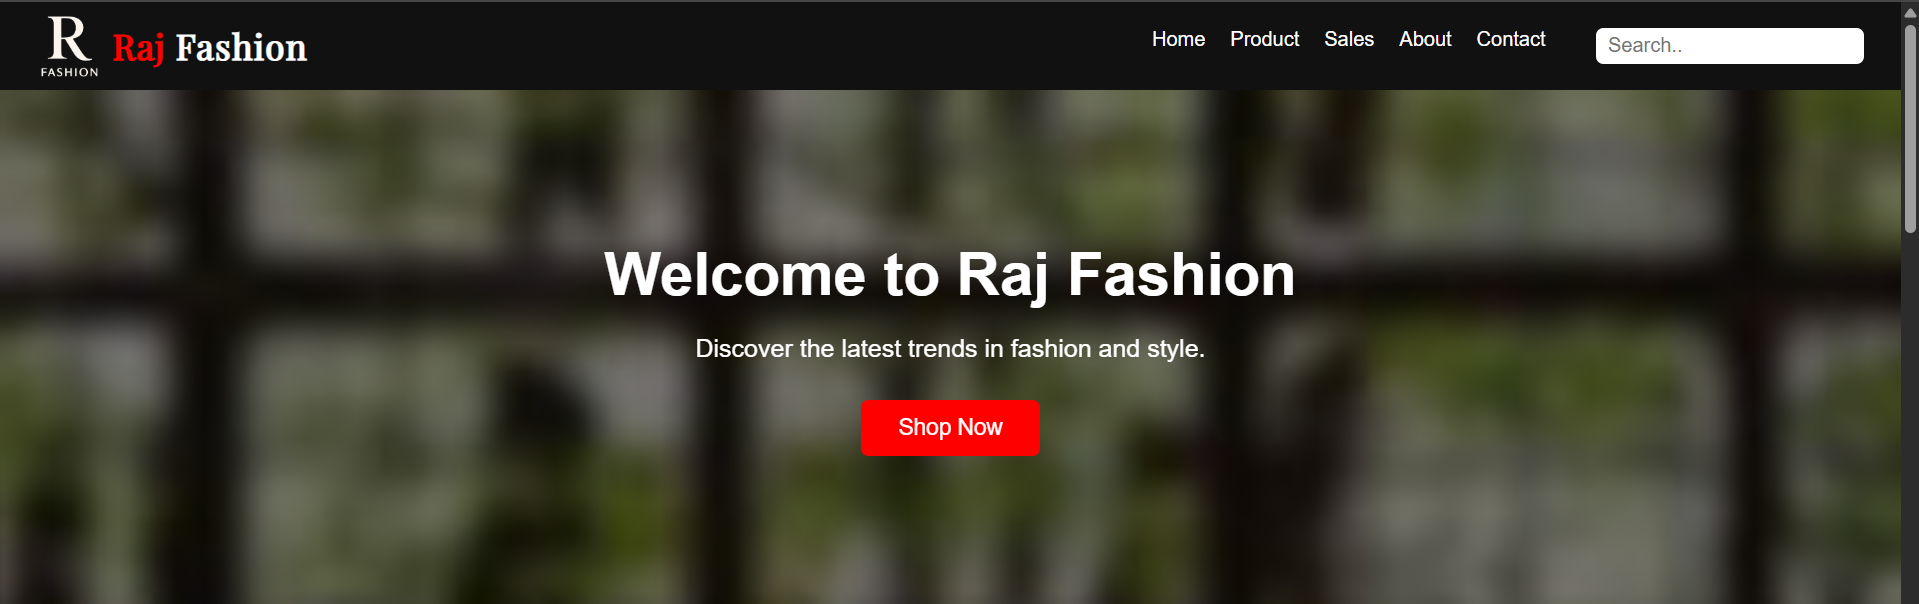 R
FASHION
Raj Fashion
Home Product Sales About Contact
Search..
Welcome to Raj Fashion
Discover the latest trends in fashion and style.
Shop Now